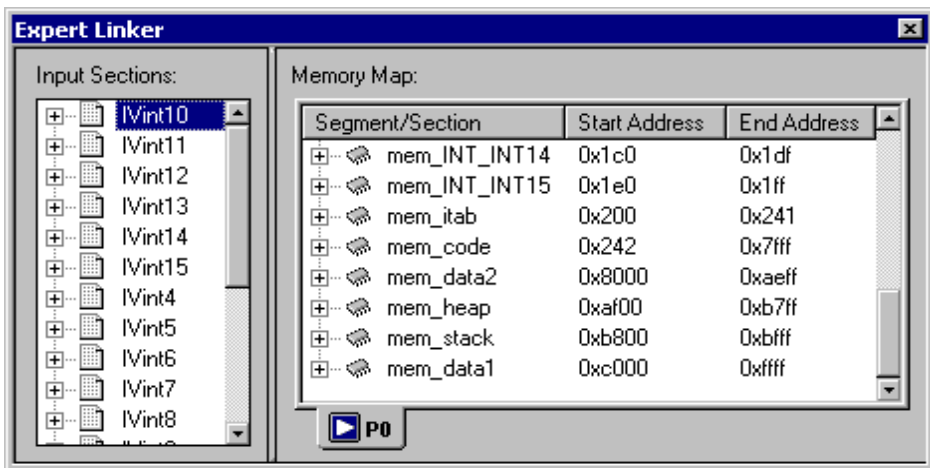 Expert Linker
Input Sections:
IVint10
IVint11
IVint12
IVint13
IVint14
IVint15
IVint4
IVint5
IVint6
IVint7
IVint8
Memory Map:
Segment/Section Start Address End Address
mem_INT_INT14 0x1c0 0x1df
mem_INT_INT15 0x1e0 0x1ff
mem_itab 0x200 0x241
mem_code 0x242 0x7fff
mem_data2 0x8000 0xaeff
mem_heap 0xaf00 0xb7ff
mem_stack 0xb800 0xbfff
mem_data1 0xc000 0xffff
P0